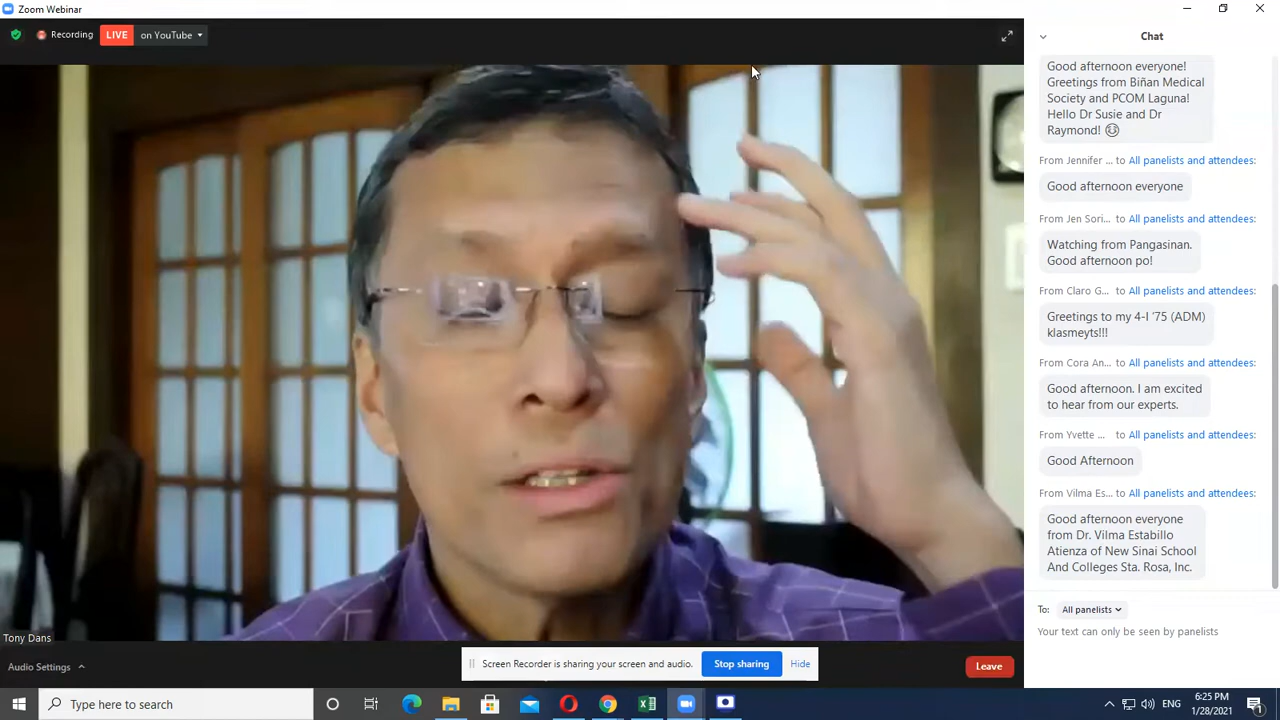 Zoom Webinar
Recording
LIVE
on YouTube
Chat
Good afternoon everyone!
Greetings from Biñan Medical
Society and PCOM Laguna!
Hello Dr Susie and Dr
Raymond!
From Jennifer ... to All panelists and attendees:
Good afternoon everyone
From Jen Sori... to All panelists and attendees:
Watching from Pangasinan.
Good afternoon po!
From Claro G... to All panelists and attendees:
Greetings to my 4-I '75 (ADM)
klasmeyts!!!
From Cora An... to All panelists and attendees:
Good afternoon. I am excited
to hear from our experts.
From Yvette ... to All panelists and attendees:
Good Afternoon
From Vilma Es... to All panelists and attendees:
Good afternoon everyone
from Dr. Vilma Estabillo
Atienza of New Sinai School
And Colleges Sta. Rosa, Inc.
To: All panelists
Your text can only be seen by panelists
Tony Dans
Audio Settings
Screen Recorder is sharing your screen and audio.
Stop sharing
Hide
Leave
Type here to search
ENG
6:25 PM
1/28/2021
1